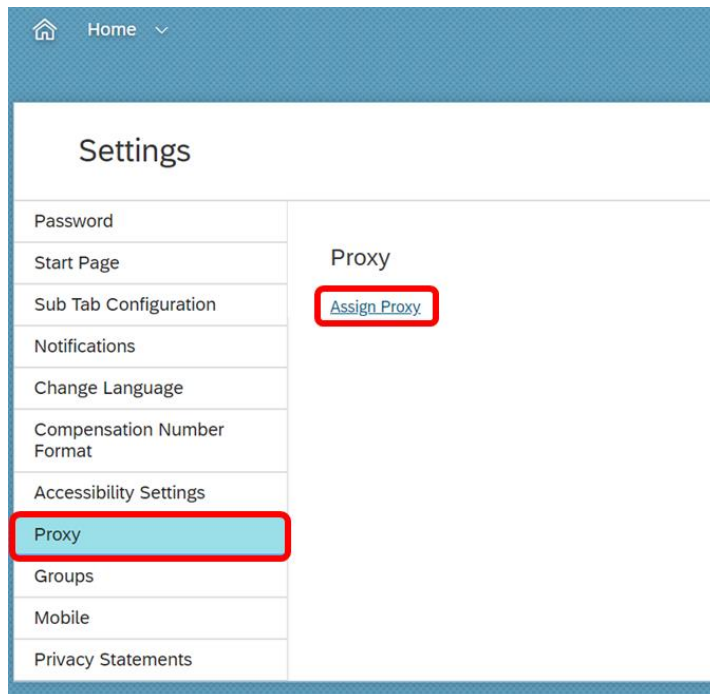 Home
Settings
Password
Start Page
Sub Tab Configuration
Notifications
Change Language
Compensation Number
Format
Accessibility Settings
Proxy
Groups
Mobile
Privacy Statements
Proxy
Assign Proxy